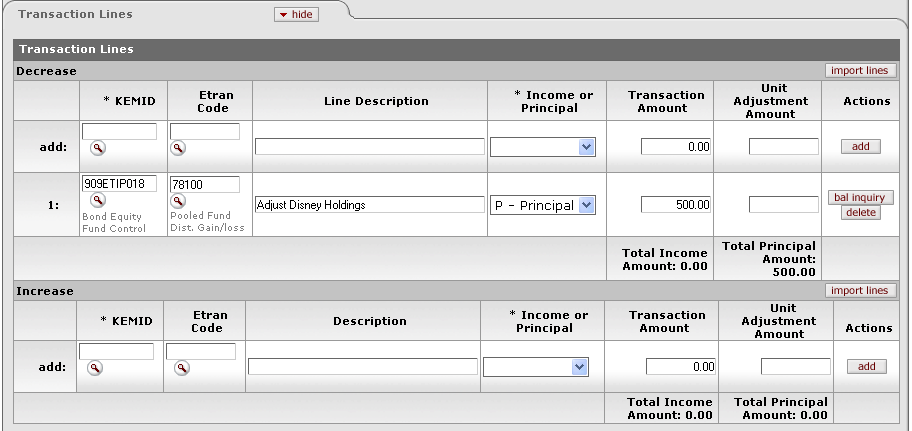 Transaction Lines
hide
Transaction Lines
Decrease
import lines
* KEMID
Etran Code
Line Description
* Income or Principal
Transaction Amount
Unit Adjustment Amount
Actions
add:
0.00
add
1:
909ETIP018
Bond Equity Fund Control
78100
Pooled Fund Dist. Gain/loss
Adjust Disney Holdings
P - Principal
500.00
bal inquiry
delete
Total Income Amount: 0.00
Total Principal Amount: 500.00
Increase
import lines
* KEMID
Etran Code
Description
* Income or Principal
Transaction Amount
Unit Adjustment Amount
Actions
add:
0.00
add
Total Income Amount: 0.00
Total Principal Amount: 0.00